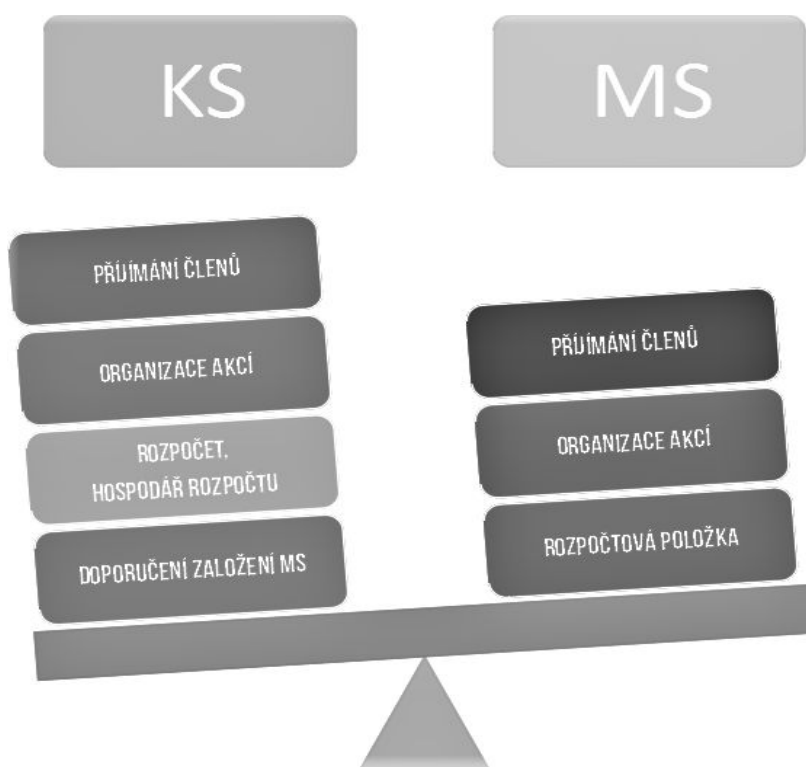 KS
MS
PŘIJÍMÁNÍ ČLENŮ
ORGANIZACE AKCÍ
ROZPOČET,
HOSPODÁŘ ROZPOČTU
DOPORUČENÍ ZALOŽENÍ MS
PŘIJÍMÁNÍ ČLENŮ
ORGANIZACE AKCÍ
ROZPOČTOVÁ POLOŽKA